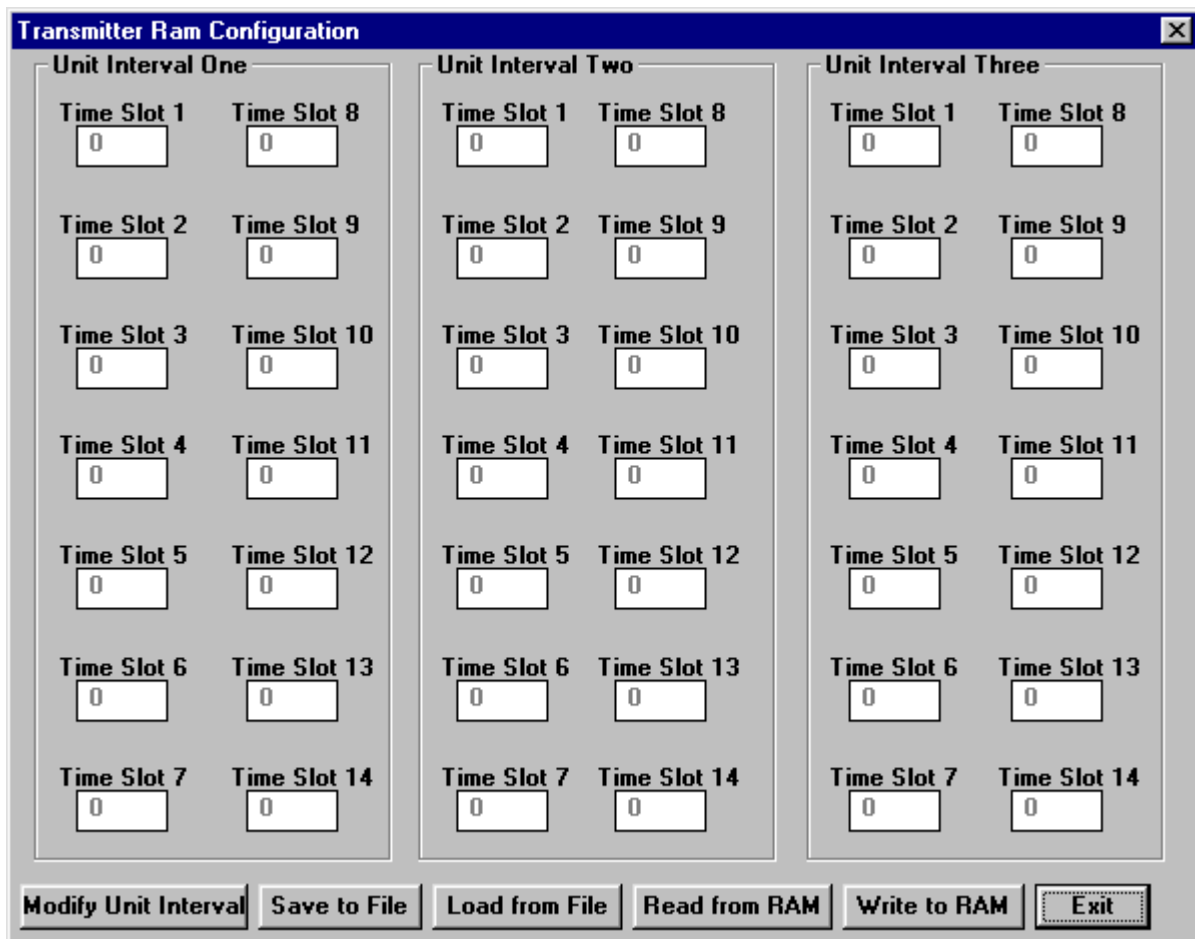 Transmitter Ram Configuration
Unit Interval One Unit Interval Two Unit Interval Three
Time Slot 1 Time Slot 8 Time Slot 1 Time Slot 8 Time Slot 1 Time Slot 8
0 0 0 0 0 0
Time Slot 2 Time Slot 9 Time Slot 2 Time Slot 9 Time Slot 2 Time Slot 9
0 0 0 0 0 0
Time Slot 3 Time Slot 10 Time Slot 3 Time Slot 10 Time Slot 3 Time Slot 10
0 0 0 0 0 0
Time Slot 4 Time Slot 11 Time Slot 4 Time Slot 11 Time Slot 4 Time Slot 11
0 0 0 0 0 0
Time Slot 5 Time Slot 12 Time Slot 5 Time Slot 12 Time Slot 5 Time Slot 12
0 0 0 0 0 0
Time Slot 6 Time Slot 13 Time Slot 6 Time Slot 13 Time Slot 6 Time Slot 13
0 0 0 0 0 0
Time Slot 7 Time Slot 14 Time Slot 7 Time Slot 14 Time Slot 7 Time Slot 14
0 0 0 0 0 0
Modify Unit Interval Save to File Load from File Read from RAM Write to RAM Exit